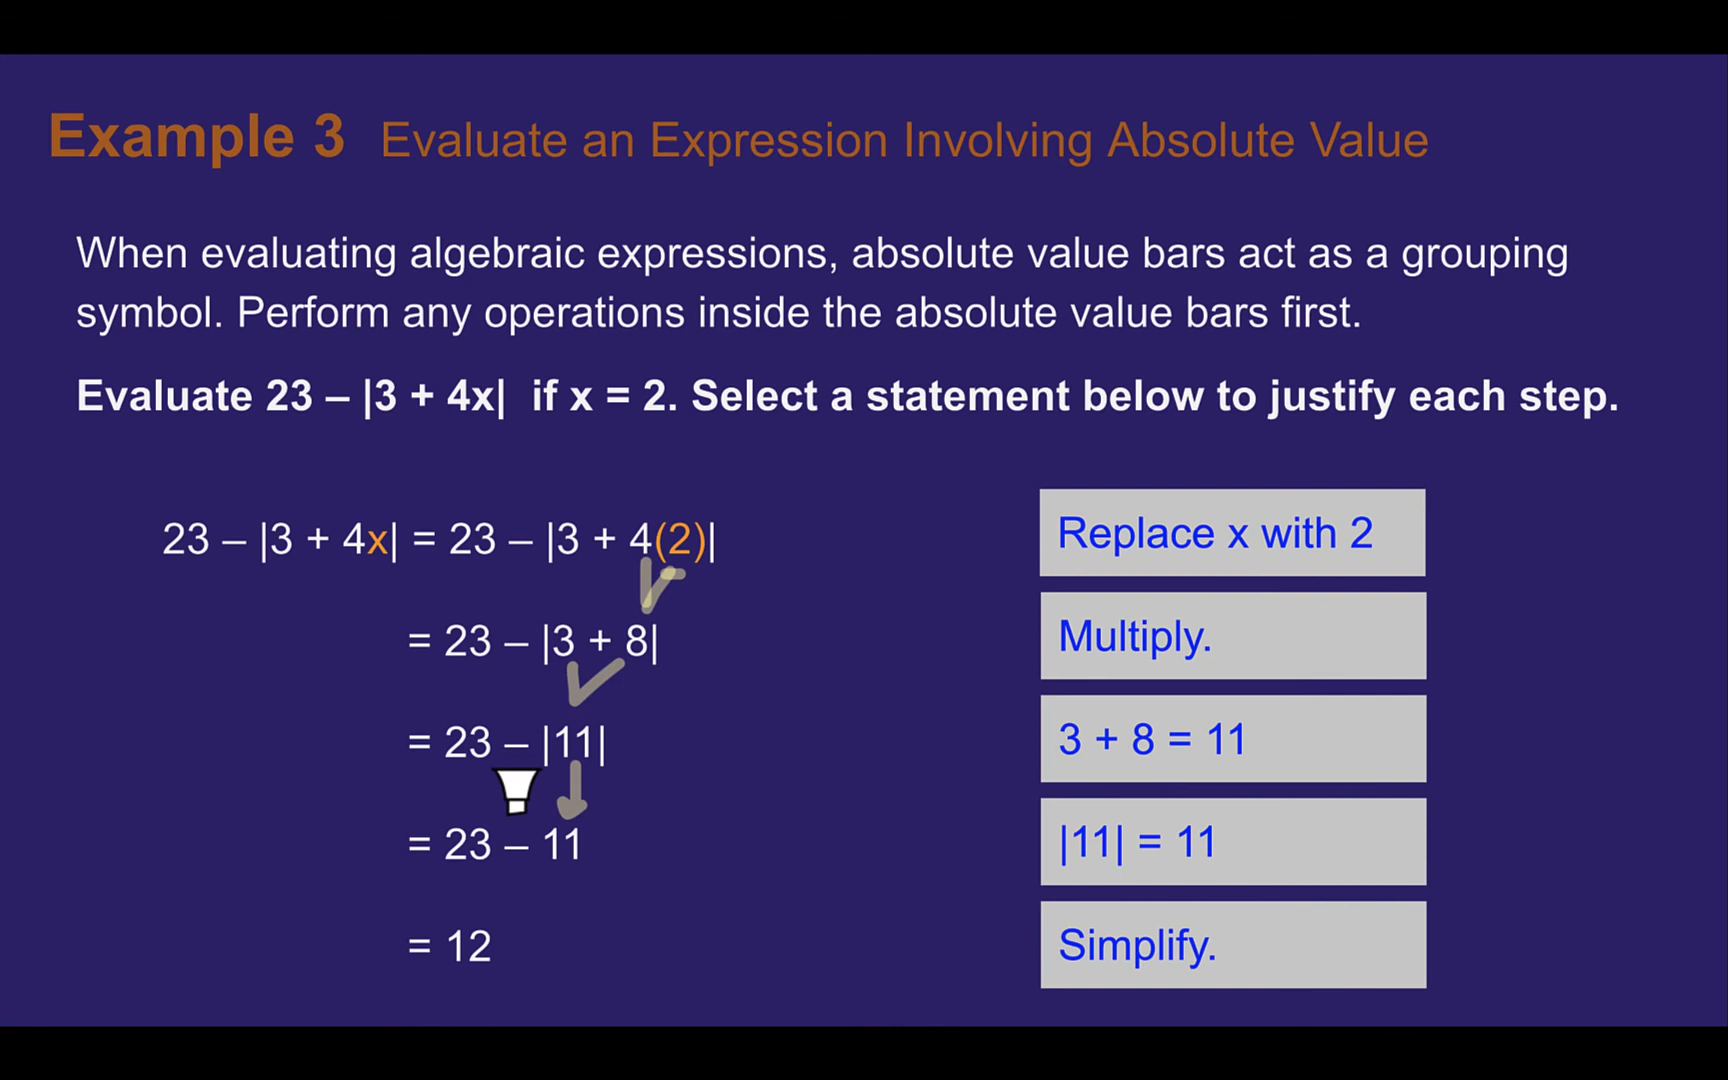 Example 3 Evaluate an Expression Involving Absolute Value
When evaluating algebraic expressions, absolute value bars act as a grouping
symbol. Perform any operations inside the absolute value bars first.
Evaluate 23 – |3 + 4x| if x = 2. Select a statement below to justify each step.
23 – |3 + 4x| = 23 – |3 + 4(2)|
Replace x with 2
= 23 – |3 + 8|
Multiply.
= 23 – |11|
3 + 8 = 11
= 23 – 11
|11| = 11
= 12
Simplify.